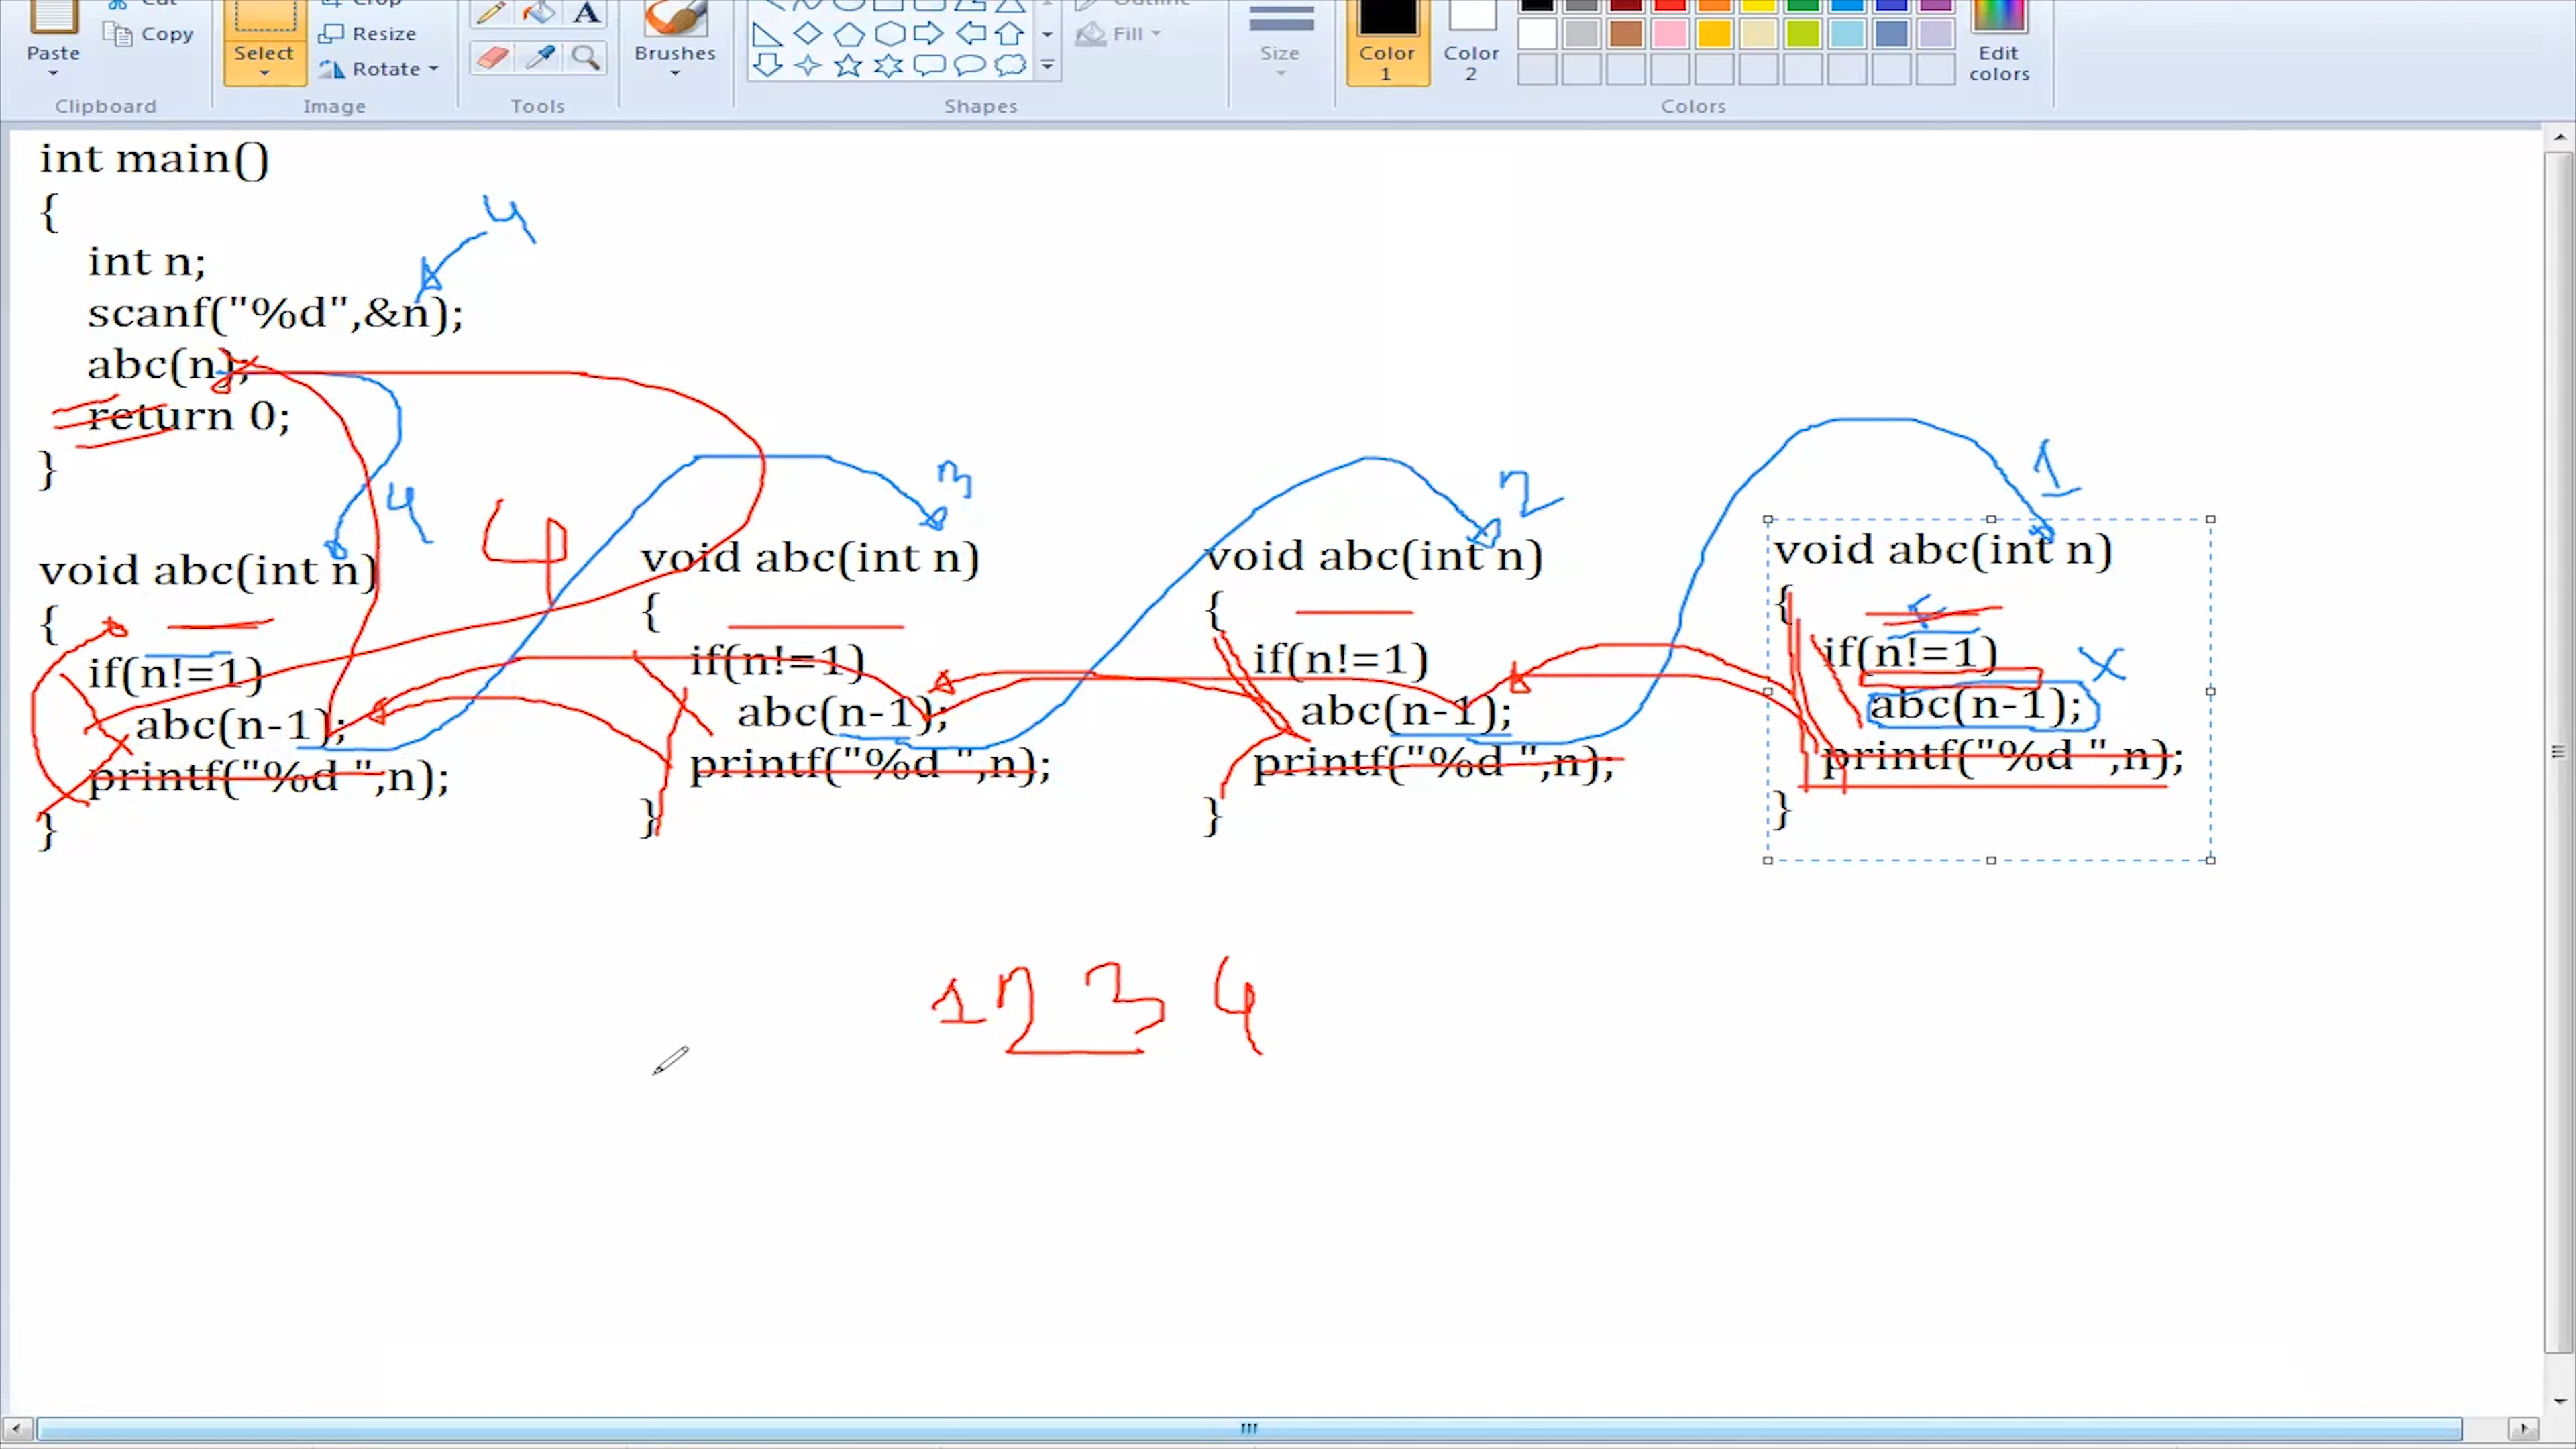 Cut
Crop
Outline
Paste
Copy
Select
Resize
Rotate
Brushes
Fill
Size
Color 1
Color 2
Edit colors
Clipboard
Image
Tools
Shapes
Colors
int main()
{
int n;
scanf("%d",&n);
abc(n);
return 0;
}
4
4
4
void abc(int n)
{
if(n!=1)
abc(n-1);
printf("%d ",n);
}
3
void abc(int n)
{
if(n!=1)
abc(n-1);
printf("%d ",n);
}
2
void abc(int n)
{
if(n!=1)
abc(n-1);
printf("%d ",n);
}
1
void abc(int n)
{
F
if(n!=1)
abc(n-1); X
printf("%d ",n);
}
1 2 3 4